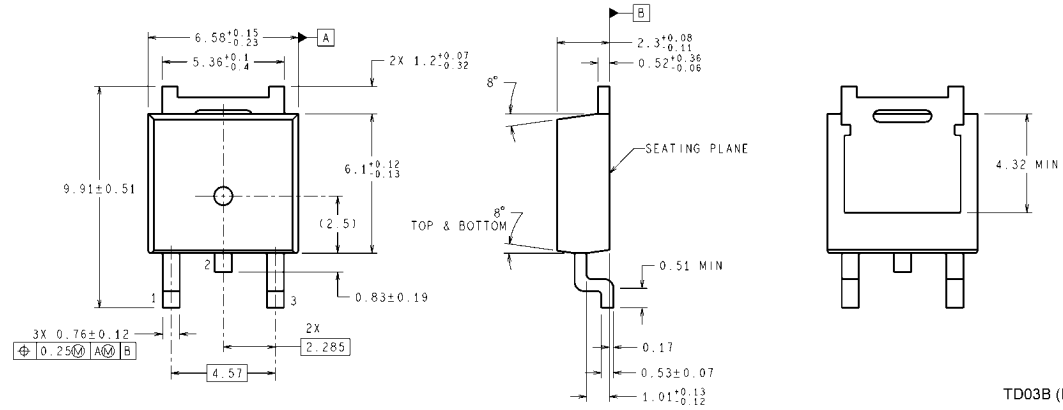 6.58+0.15-0.23
A
5.36+0.1-0.4
2X 1.2+0.07-0.32
9.91±0.51
6.1+0.12-0.13
(2.5)
2
1
3
0.83±0.19
3X 0.76±0.12
⌖ 0.25Ⓜ AⓂ B
2X
2.285
4.57
B
2.3+0.08-0.11
0.52+0.36-0.06
8°
SEATING PLANE
8°
TOP & BOTTOM
0.51 MIN
0.17
0.53±0.07
1.01+0.13-0.12
4.32 MIN
TD03B (